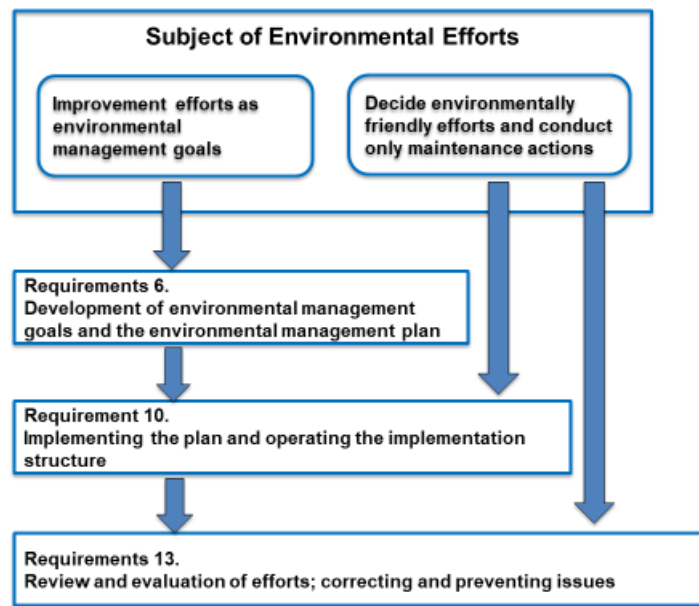 Subject of Environmental Efforts
Improvement efforts as
environmental
management goals
Decide environmentally
friendly efforts and conduct
only maintenance actions
Requirements 6.
Development of environmental management
goals and the environmental management plan
Requirement 10.
Implementing the plan and operating the implementation
structure
Requirements 13.
Review and evaluation of efforts; correcting and preventing issues